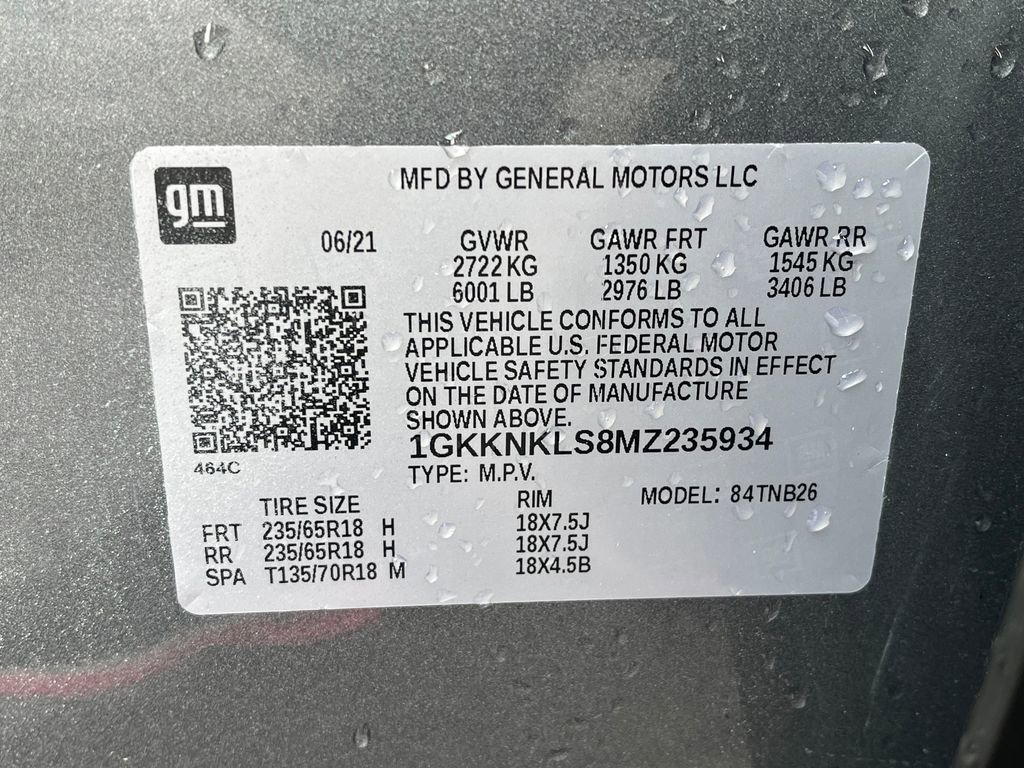 gm
MFD BY GENERAL MOTORS LLC
06/21 GVWR GAWR FRT GAWR RR
2722 KG 1350 KG 1545 KG
6001 LB 2976 LB 3406 LB
THIS VEHICLE CONFORMS TO ALL
APPLICABLE U.S. FEDERAL MOTOR
VEHICLE SAFETY STANDARDS IN EFFECT
ON THE DATE OF MANUFACTURE
SHOWN ABOVE.
1GKKNKLS8MZ235934
464C
TYPE: M.P.V.
TIRE SIZE RIM MODEL: 84TNB26
FRT 235/65R18 H 18X7.5J
RR 235/65R18 H 18X7.5J
SPA T135/70R18 M 18X4.5B